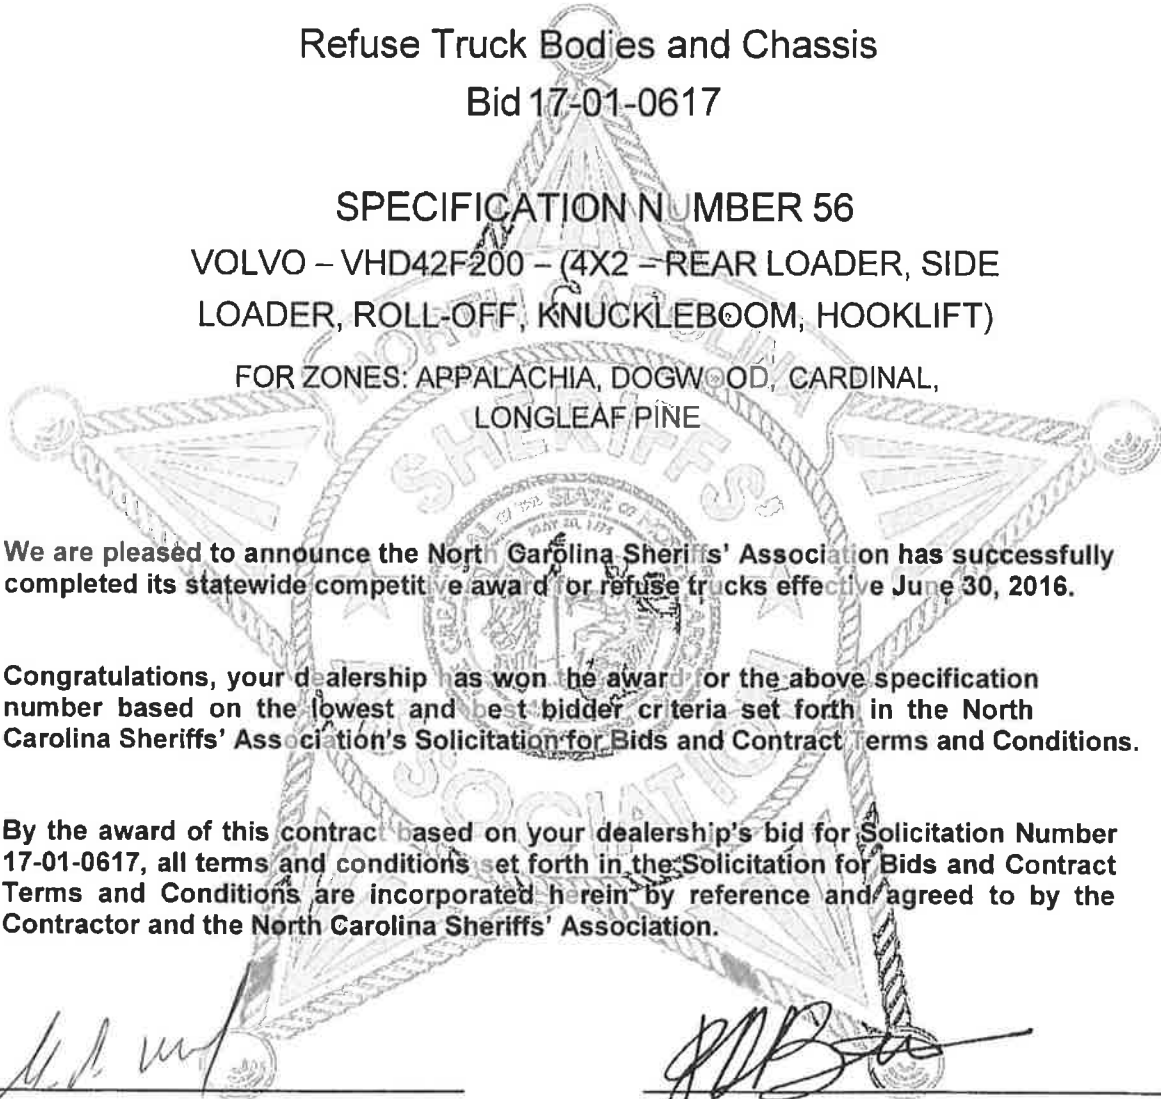 Refuse Truck Bodies and Chassis
Bid 17-01-0617
SPECIFICATION NUMBER 56
VOLVO – VHD42F200 – (4X2 – REAR LOADER, SIDE
LOADER, ROLL-OFF, KNUCKLEBOOM, HOOKLIFT)
FOR ZONES: APPALACHIA, DOGWOOD, CARDINAL,
LONGLEAF PINE
NORTH CAROLINA
SHERIFFS'
ASSOCIATION
MAY 20, 1775
We are pleased to announce the North Carolina Sheriffs' Association has successfully
completed its statewide competitive award for refuse trucks effective June 30, 2016.
Congratulations, your dealership has won the award for the above specification
number based on the lowest and best bidder criteria set forth in the North
Carolina Sheriffs' Association's Solicitation for Bids and Contract Terms and Conditions.
By the award of this contract based on your dealership's bid for Solicitation Number
17-01-0617, all terms and conditions set forth in the Solicitation for Bids and Contract
Terms and Conditions are incorporated herein by reference and agreed to by the
Contractor and the North Carolina Sheriffs' Association.